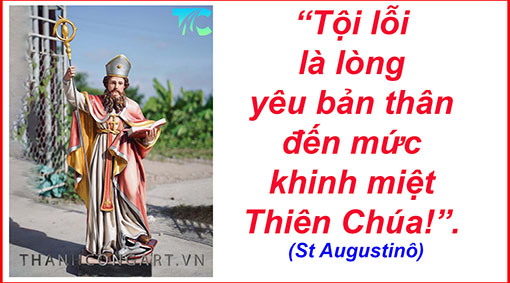 “Tội lỗi
là lòng
yêu bản thân
đến mức
khinh miệt
Thiên Chúa!”.
(St Augustinô)
THANHCONGART.VN